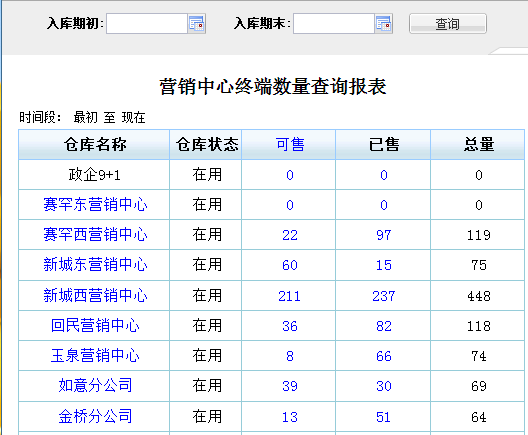 入库期初: 入库期末: 查询
营销中心终端数量查询报表
时间段： 最初 至 现在
仓库名称 仓库状态 可售 已售 总量
政企9+1 在用 0 0 0
赛罕东营销中心 在用 0 0 0
赛罕西营销中心 在用 22 97 119
新城东营销中心 在用 60 15 75
新城西营销中心 在用 211 237 448
回民营销中心 在用 36 82 118
玉泉营销中心 在用 8 66 74
如意分公司 在用 39 30 69
金桥分公司 在用 13 51 64